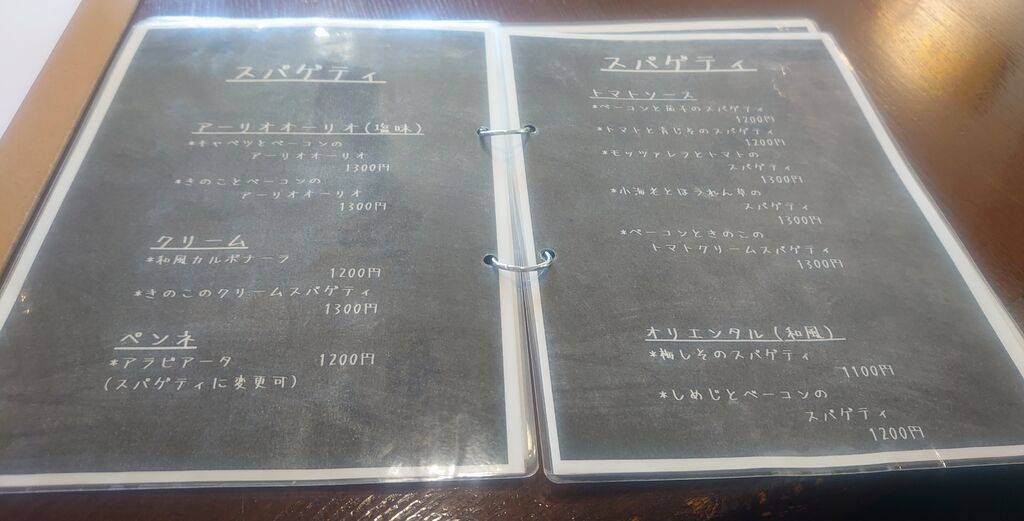 スパゲティ
アーリオオーリオ(塩味)
*キャベツとベーコンの
アーリオオーリオ
1300円
*きのことベーコンの
アーリオオーリオ
1300円
クリーム
*和風カルボナーラ
1200円
*きのこのクリームスパゲティ
1300円
ペンネ
*アラビアータ 1200円
(スパゲティに変更可)
スパゲティ
トマトソース
*ベーコンと茄子のスパゲティ
1200円
*トマトと青じそのスパゲティ
1200円
*モッツァレラとトマトの
スパゲティ
1300円
*小海老とほうれん草の
スパゲティ
1300円
*ベーコンときのこの
トマトクリームスパゲティ
1300円
オリエンタル(和風)
*梅しそのスパゲティ
1100円
*しめじとベーコンの
スパゲティ
1200円